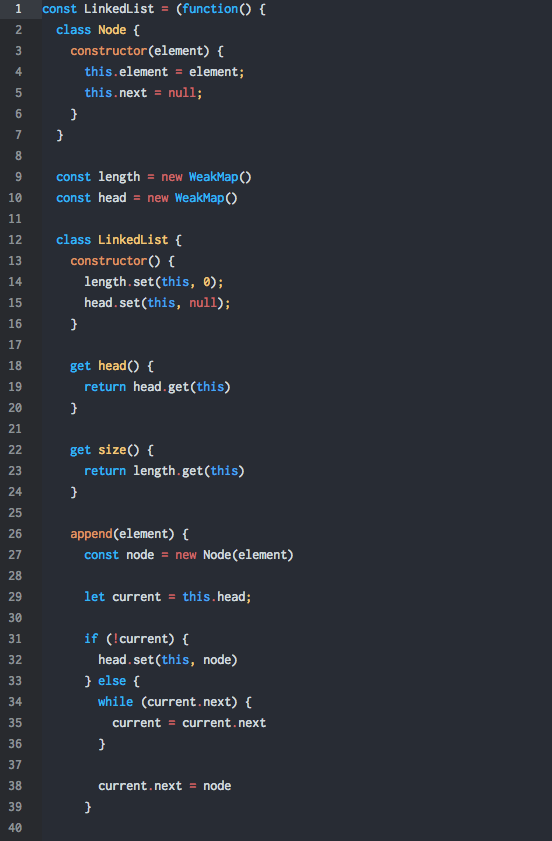 1 const LinkedList = (function() {
2 class Node {
3 constructor(element) {
4 this.element = element;
5 this.next = null;
6 }
7 }
8
9 const length = new WeakMap()
10 const head = new WeakMap()
11
12 class LinkedList {
13 constructor() {
14 length.set(this, 0);
15 head.set(this, null);
16 }
17
18 get head() {
19 return head.get(this)
20 }
21
22 get size() {
23 return length.get(this)
24 }
25
26 append(element) {
27 const node = new Node(element)
28
29 let current = this.head;
30
31 if (!current) {
32 head.set(this, node)
33 } else {
34 while (current.next) {
35 current = current.next
36 }
37
38 current.next = node
39 }
40